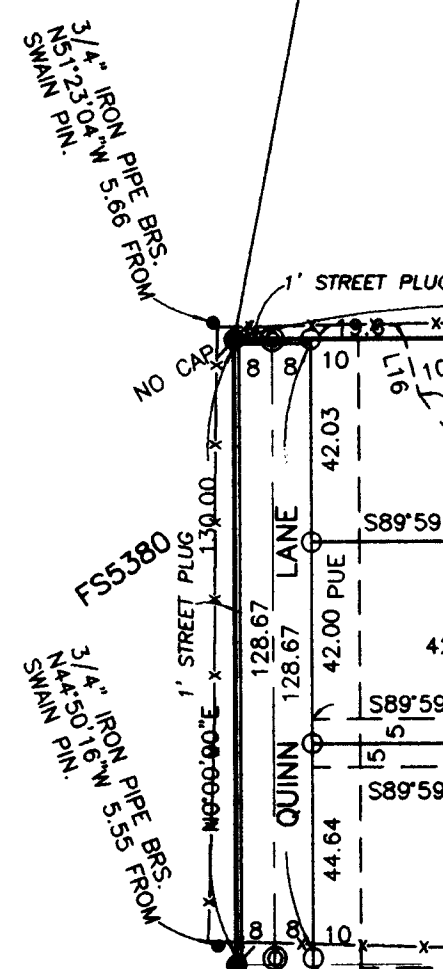 3/4" IRON PIPE BRS.
N51°23'04"W 5.66 FROM
SWAIN PIN.
1' STREET PLUG
19.8
NO CAP
8
8
10
L16
42.03
130.00
FS5380
1' STREET PLUG
LANE
S89°59
128.67
128.67
42.00 PUE
S89°59
5
15
S89°59
3/4" IRON PIPE BRS.
N44°50'16"W 5.55 FROM
SWAIN PIN.
N0°00'00"E
QUINN
44.64
8
8
10